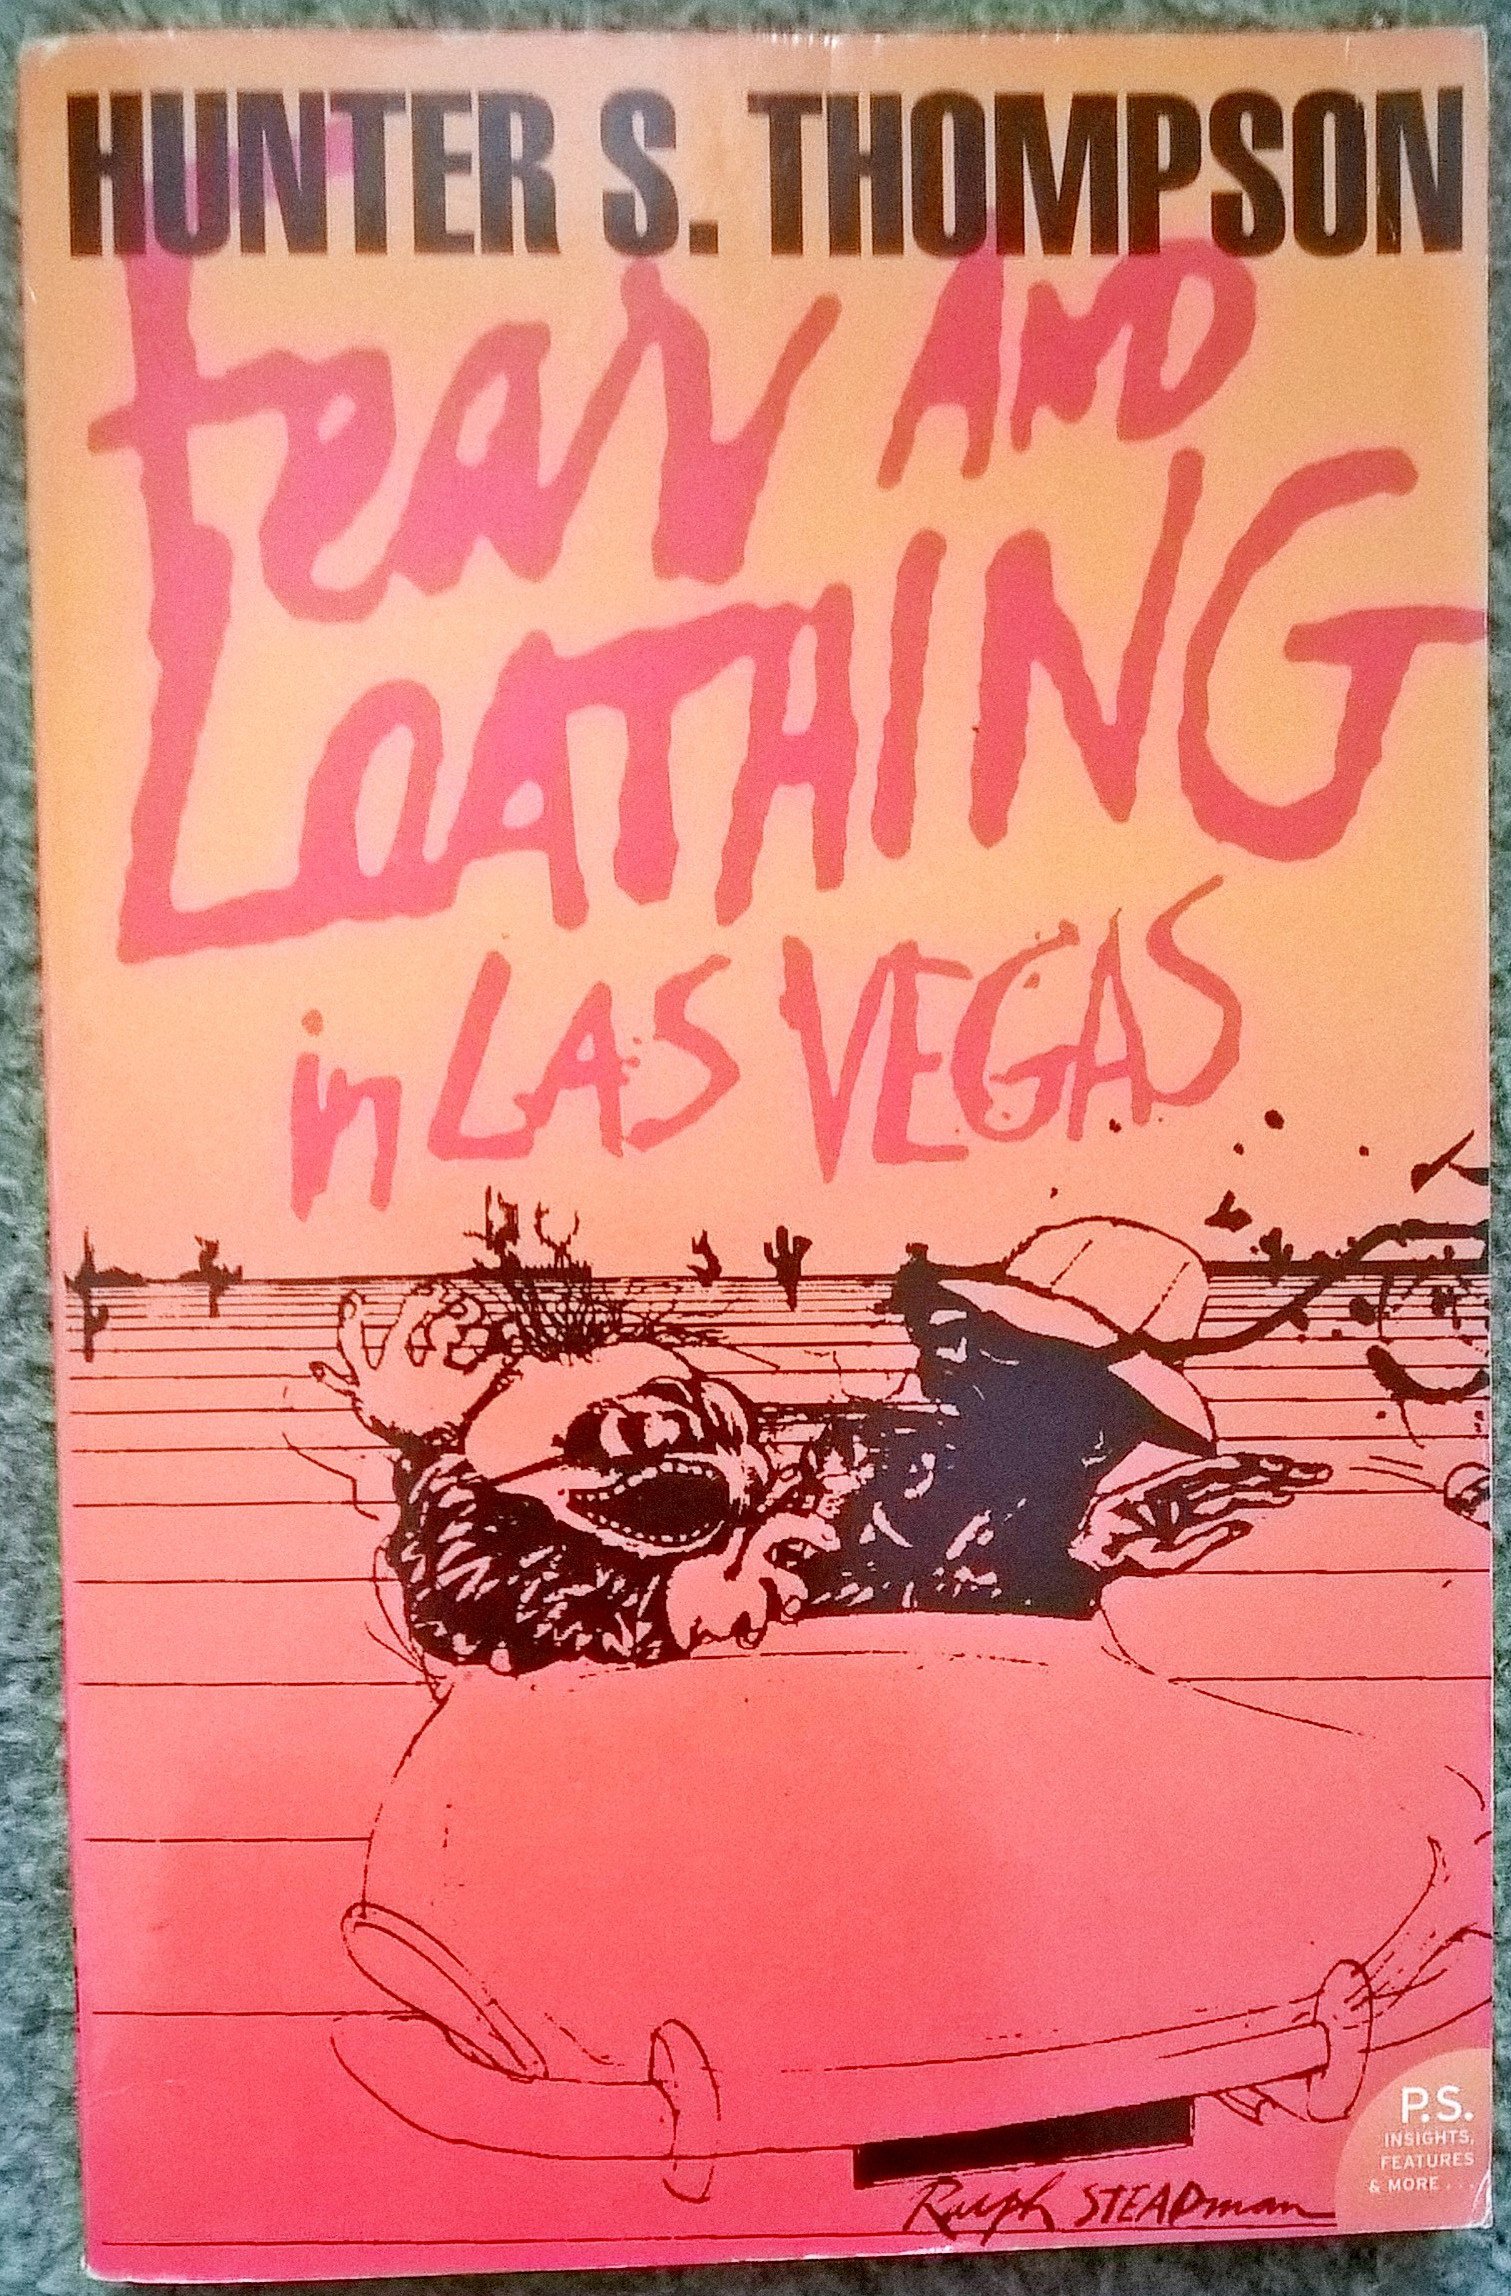 HUNTER S. THOMPSON
Fear AND
LOATHING
in LAS VEGAS
Ralph STEADman
P.S.
INSIGHTS,
FEATURES
& MORE . . .